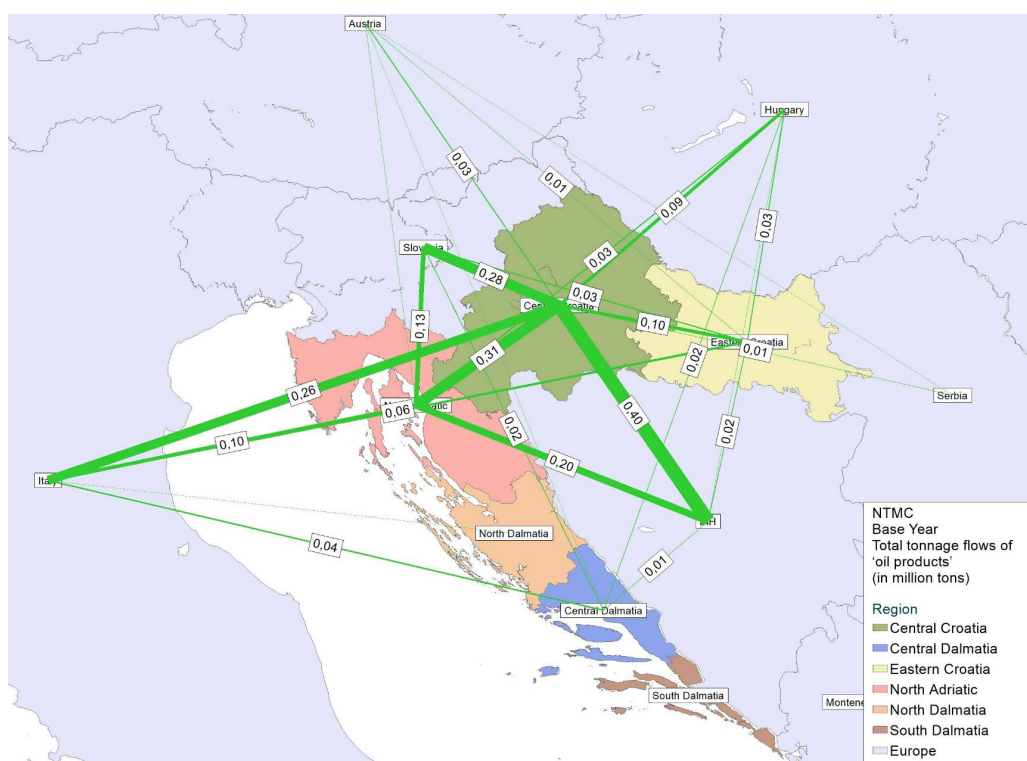 Austria
Hungary
0,03
0,01
0,09
0,03
Slovenia
0,28
0,03
0,03
Central Croatia
0,13
0,10
Eastern Croatia
0,01
0,31
0,02
0,26
0,06
0,40
Serbia
0,10
0,02
0,02
0,20
Italy
BiH
North Dalmatia
0,04
0,01
Central Dalmatia
South Dalmatia
Montene
NTMC
Base Year
Total tonnage flows of
‘oil products’
(in million tons)
Region
Central Croatia
Central Dalmatia
Eastern Croatia
North Adriatic
North Dalmatia
South Dalmatia
Europe